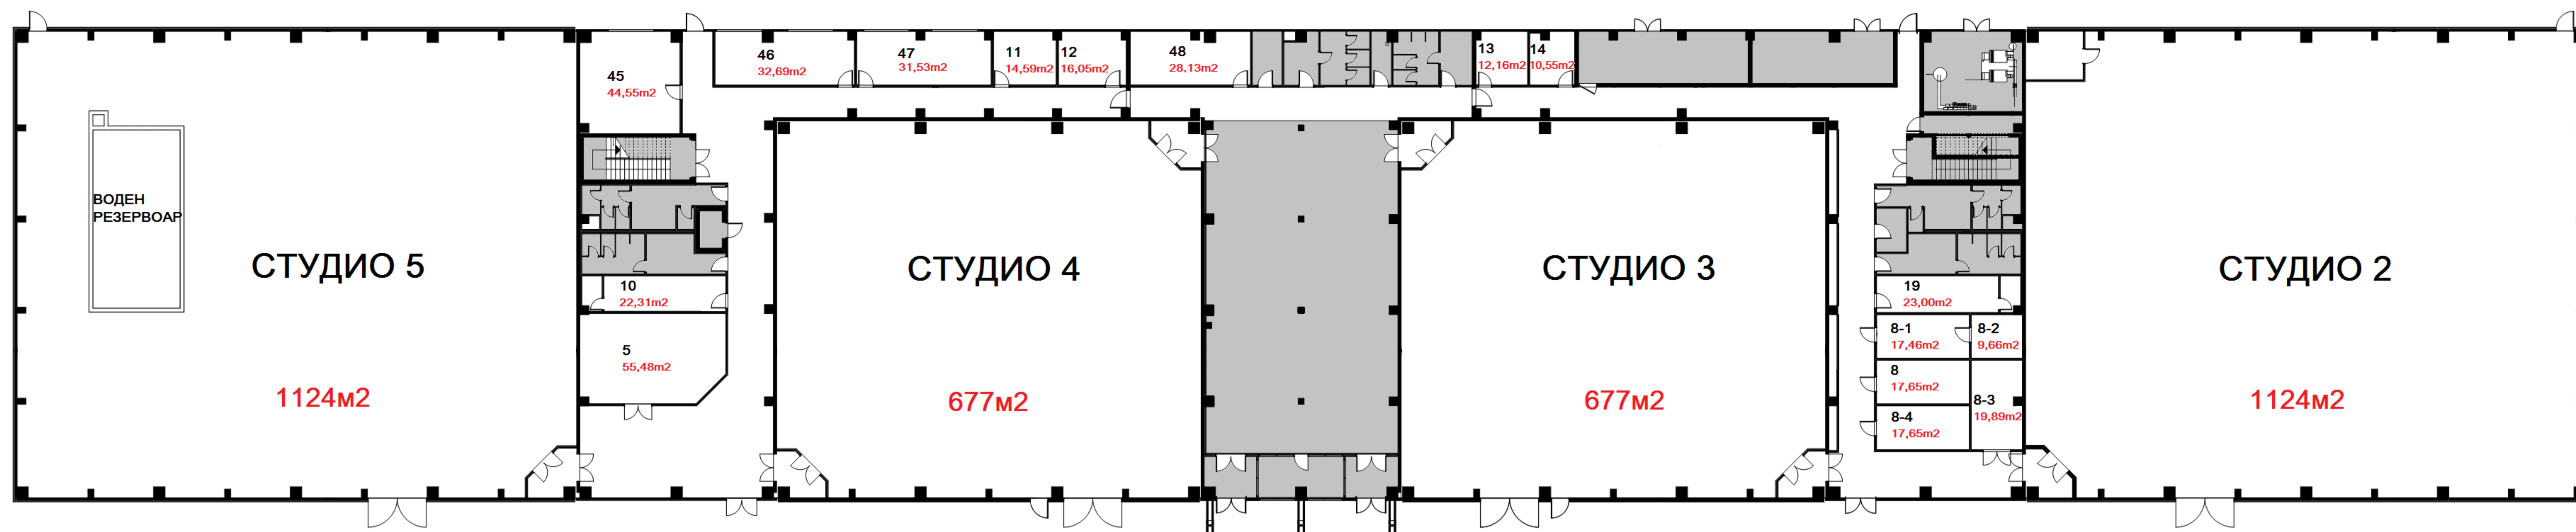 45
44,55m2
46
32,69m2
47
31,53m2
11
14,59m2
12
16,05m2
48
28,13m2
13
12,16m2
14
10,55m2
ВОДЕН
РЕЗЕРВОАР
СТУДИО 5
1124м2
10
22,31m2
5
55,48m2
СТУДИО 4
677м2
СТУДИО 3
677м2
19
23,00m2
8-1
17,46m2
8-2
9,66m2
8
17,65m2
8-3
19,89m2
8-4
17,65m2
СТУДИО 2
1124м2